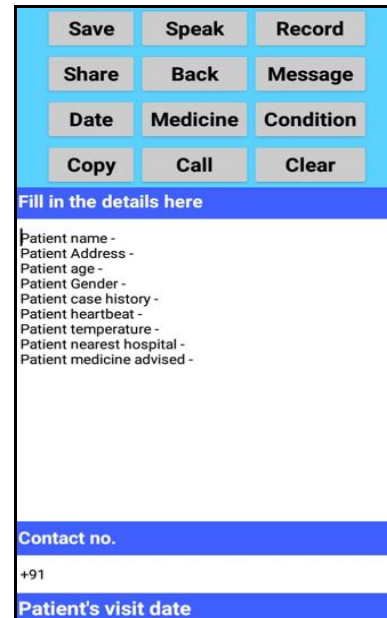 Save Speak Record
Share Back Message
Date Medicine Condition
Copy Call Clear
Fill in the details here
Patient name -
Patient Address -
Patient age -
Patient Gender -
Patient case history -
Patient heartbeat -
Patient temperature -
Patient nearest hospital -
Patient medicine advised -
Contact no.
+91
Patient's visit date